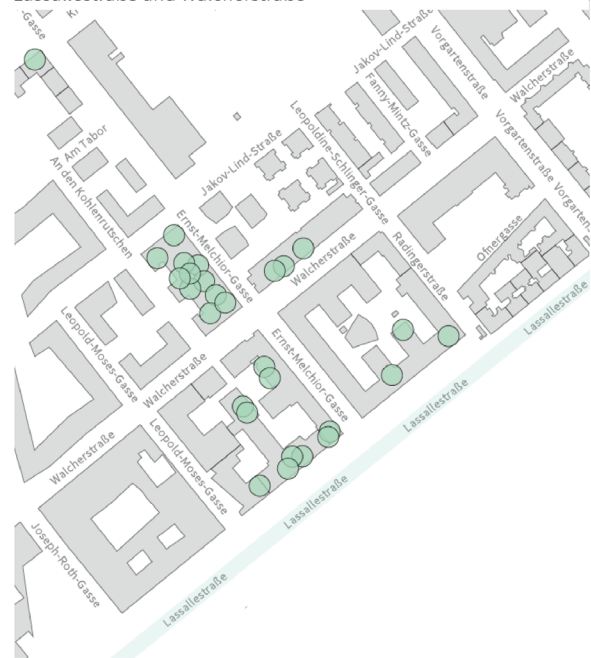 Lassallestraße und Walcherstraße
Gasse
Jakov-Lind-Straße
Vorgartenstraße
Walcherstraße
Fanny-Mintz-Gasse
Am Tabor
Leopoldine-Schlinger-Gasse
Jakov-Lind-Straße
Vorgartenstraße
An den Kohlenrutschen
Vorgarten
Ernst-Melchior-Gasse
Walcherstraße
Radingerstraße
Ofnergasse
Lassallestraße
Leopold-Moses-Gasse
Ernst-Melchior-Gasse
Walcherstraße
Lassallestraße
Walcherstraße
Leopold-Moses-Gasse
Lassallestraße
Joseph-Roth-Gasse
Lassallestraße